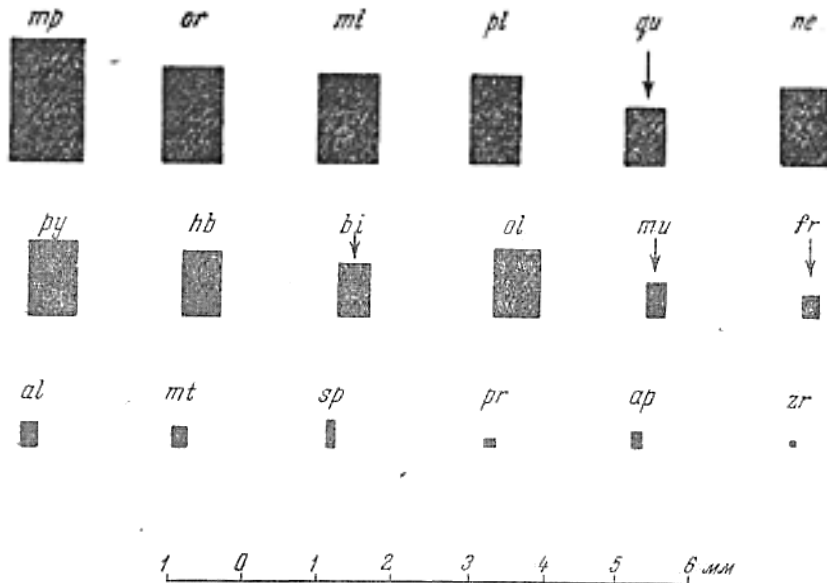 mp or ml pl qu ne
py hb bi ol mu fr
al mt sp pr ap zr
1 0 1 2 3 4 5 6 мм